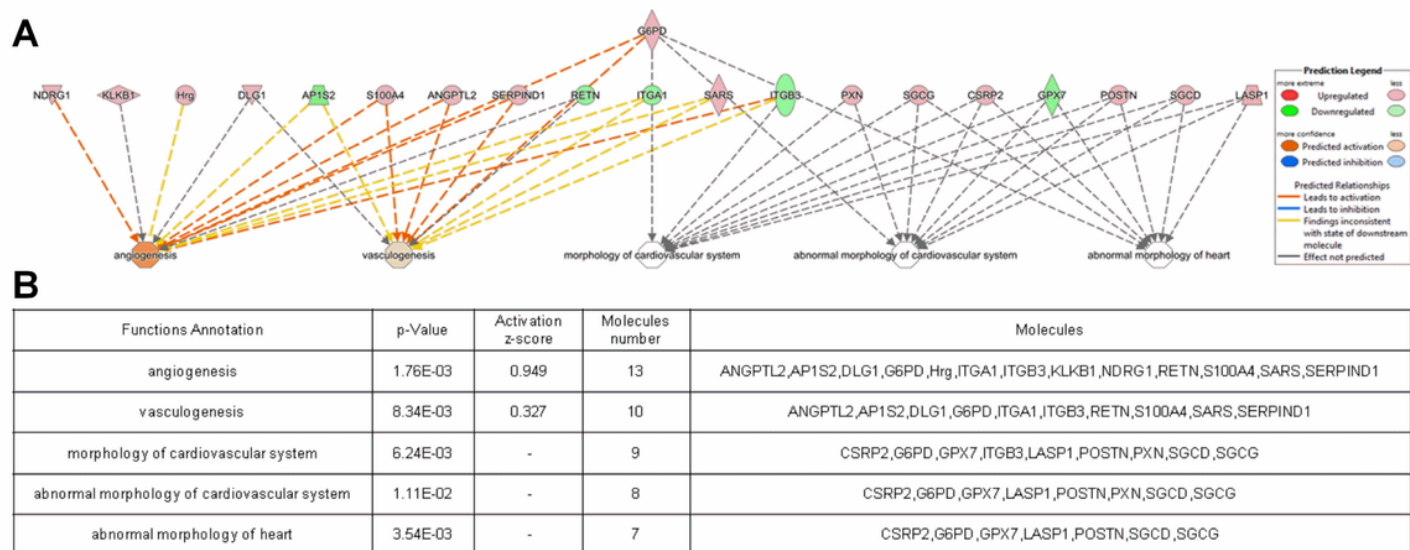 A
G6PD
NDRG1 KLKB1 Hrg DLG1 AP1S2 S100A4 ANGPTL2 SERPIND1 RETN ITGA1 SARS ITGB3 PXN SGCG CSRP2 GPX7 POSTN SGCD LASP1
angiogenesis vasculogenesis morphology of cardiovascular system abnormal morphology of cardiovascular system abnormal morphology of heart
Prediction Legend
more extreme less
Upregulated
Downregulated
more confidence less
Predicted activation
Predicted inhibition
Predicted Relationships
Leads to activation
Leads to inhibition
Findings inconsistent
with state of downstream
molecule
Effect not predicted
B
Functions Annotation p-Value Activation z-score Molecules number Molecules
angiogenesis 1.76E-03 0.949 13 ANGPTL2,AP1S2,DLG1,G6PD,Hrg,ITGA1,ITGB3,KLKB1,NDRG1,RETN,S100A4,SARS,SERPIND1
vasculogenesis 8.34E-03 0.327 10 ANGPTL2,AP1S2,DLG1,G6PD,ITGA1,ITGB3,RETN,S100A4,SARS,SERPIND1
morphology of cardiovascular system 6.24E-03 - 9 CSRP2,G6PD,GPX7,ITGB3,LASP1,POSTN,PXN,SGCD,SGCG
abnormal morphology of cardiovascular system 1.11E-02 - 8 CSRP2,G6PD,GPX7,LASP1,POSTN,PXN,SGCD,SGCG
abnormal morphology of heart 3.54E-03 - 7 CSRP2,G6PD,GPX7,LASP1,POSTN,SGCD,SGCG